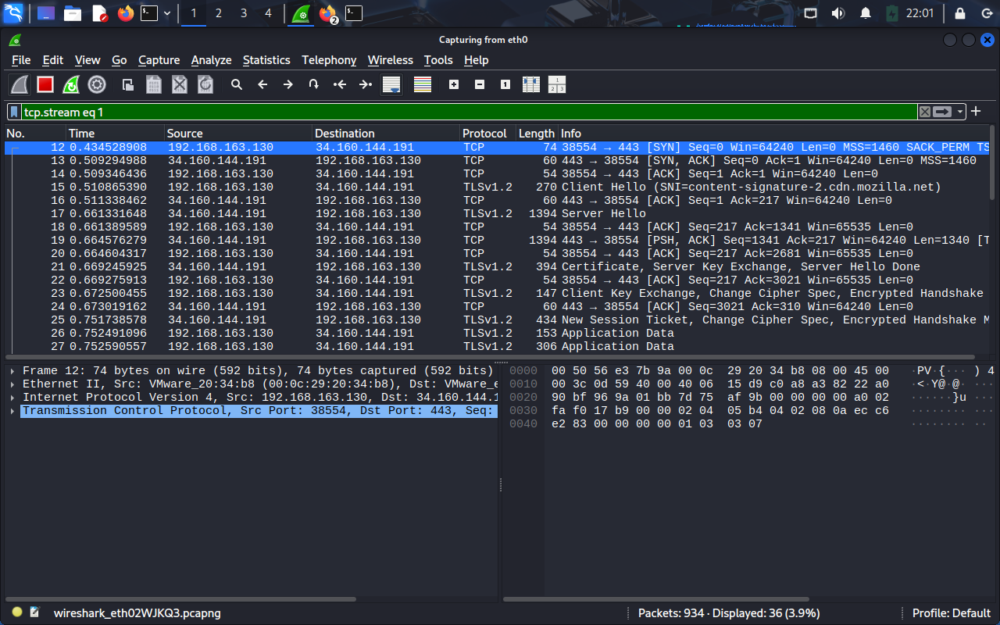 1 2 3 4 2 22:01
Capturing from eth0
File Edit View Go Capture Analyze Statistics Telephony Wireless Tools Help
tcp.stream eq 1
No. Time Source Destination Protocol Length Info
12 0.434528908 192.168.163.130 34.160.144.191 TCP 74 38554 → 443 [SYN] Seq=0 Win=64240 Len=0 MSS=1460 SACK_PERM TS
13 0.509294988 34.160.144.191 192.168.163.130 TCP 60 443 → 38554 [SYN, ACK] Seq=0 Ack=1 Win=64240 Len=0 MSS=1460
14 0.509346436 192.168.163.130 34.160.144.191 TCP 54 38554 → 443 [ACK] Seq=1 Ack=1 Win=64240 Len=0
15 0.510865390 192.168.163.130 34.160.144.191 TLSv1.2 270 Client Hello (SNI=content-signature-2.cdn.mozilla.net)
16 0.511338462 34.160.144.191 192.168.163.130 TCP 60 443 → 38554 [ACK] Seq=1 Ack=217 Win=64240 Len=0
17 0.661331648 34.160.144.191 192.168.163.130 TLSv1.2 1394 Server Hello
18 0.661389589 192.168.163.130 34.160.144.191 TCP 54 38554 → 443 [ACK] Seq=217 Ack=1341 Win=65535 Len=0
19 0.664576279 34.160.144.191 192.168.163.130 TCP 1394 443 → 38554 [PSH, ACK] Seq=1341 Ack=217 Win=64240 Len=1340 [T
20 0.664604317 192.168.163.130 34.160.144.191 TCP 54 38554 → 443 [ACK] Seq=217 Ack=2681 Win=65535 Len=0
21 0.669245925 34.160.144.191 192.168.163.130 TLSv1.2 394 Certificate, Server Key Exchange, Server Hello Done
22 0.669275913 192.168.163.130 34.160.144.191 TCP 54 38554 → 443 [ACK] Seq=217 Ack=3021 Win=65535 Len=0
23 0.672500455 192.168.163.130 34.160.144.191 TLSv1.2 147 Client Key Exchange, Change Cipher Spec, Encrypted Handshake
24 0.673019162 34.160.144.191 192.168.163.130 TCP 60 443 → 38554 [ACK] Seq=3021 Ack=310 Win=64240 Len=0
25 0.751738578 34.160.144.191 192.168.163.130 TLSv1.2 434 New Session Ticket, Change Cipher Spec, Encrypted Handshake M
26 0.752491096 192.168.163.130 34.160.144.191 TLSv1.2 153 Application Data
27 0.752590557 192.168.163.130 34.160.144.191 TLSv1.2 306 Application Data
Frame 12: 74 bytes on wire (592 bits), 74 bytes captured (592 bits)
Ethernet II, Src: VMware_20:34:b8 (00:0c:29:20:34:b8), Dst: VMware_e
Internet Protocol Version 4, Src: 192.168.163.130, Dst: 34.160.144.1
Transmission Control Protocol, Src Port: 38554, Dst Port: 443, Seq:
0000 00 50 56 e3 7b 9a 00 0c 29 20 34 b8 08 00 45 00 ·PV·{··· ) 4
0010 00 3c 0d 59 40 00 40 06 15 d9 c0 a8 a3 82 22 a0 ·<·Y@·@· ····
0020 90 bf 96 9a 01 bb 7d 75 af 9b 00 00 00 00 a0 02 ······}u ····
0030 fa f0 17 b9 00 00 02 04 05 b4 04 02 08 0a ec c6 ········ ····
0040 e2 83 00 00 00 00 01 03 03 07 ········ ··
wireshark_eth02WJKQ3.pcapng Packets: 934 · Displayed: 36 (3.9%) Profile: Default